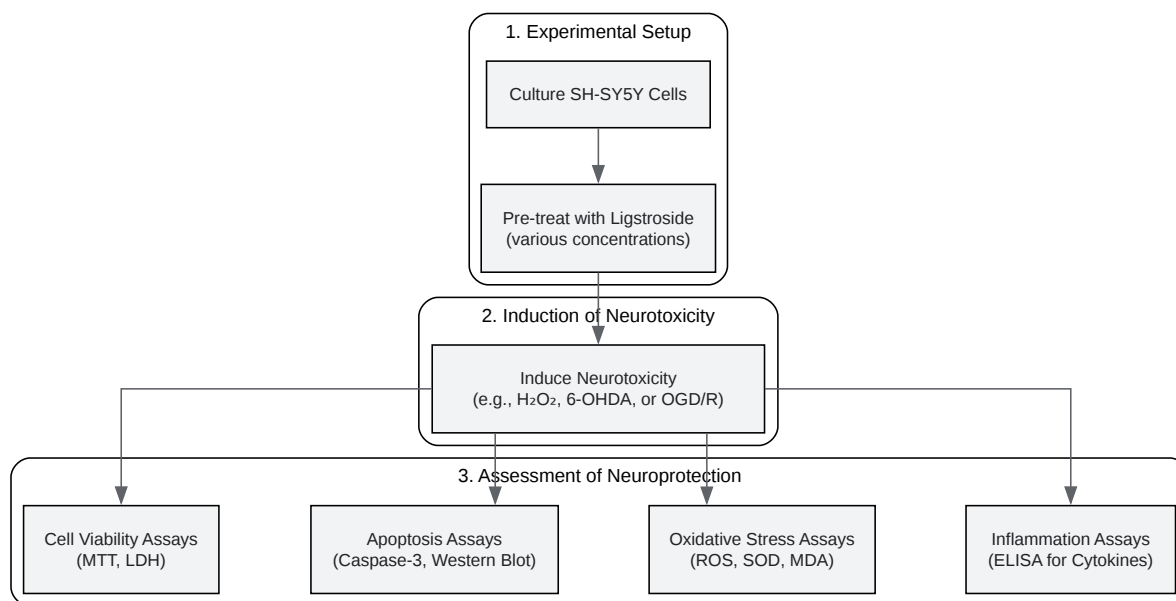 1. Experimental Setup
Culture SH-SY5Y Cells
Pre-treat with Ligstroside
(various concentrations)
2. Induction of Neurotoxicity
Induce Neurotoxicity
(e.g., H₂O₂, 6-OHDA, or OGD/R)
3. Assessment of Neuroprotection
Cell Viability Assays
(MTT, LDH)
Apoptosis Assays
(Caspase-3, Western Blot)
Oxidative Stress Assays
(ROS, SOD, MDA)
Inflammation Assays
(ELISA for Cytokines)